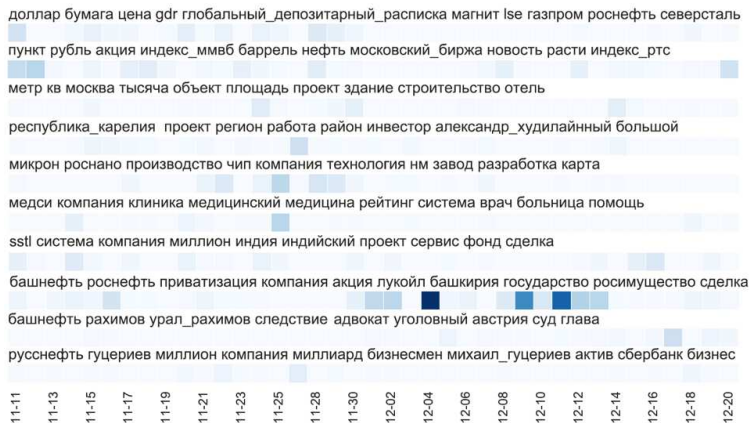 доллар бумага цена gdr глобальный_депозитарный_расписка магнит lse газпром роснефть северсталь
пункт рубль акция индекс_ммвб баррель нефть московский_биржа новость расти индекс_ртс
метр кв москва тысяча объект площадь проект здание строительство отель
республика_карелия проект регион работа район инвестор александр_худилайнный большой
микрон роснано производство чип компания технология нм завод разработка карта
медси компания клиника медицинский медицина рейтинг система врач больница помощь
sstl система компания миллион индия индийский проект сервис фонд сделка
башнефть роснефть приватизация компания акция лукойл башкирия государство росимущество сделка
башнефть рахимов урал_рахимов следствие адвокат уголовный австрия суд глава
русснефть гуцериев миллион компания миллиард бизнесмен михаил_гуцериев актив сбербанк бизнес
11-11 11-13 11-15 11-17 11-19 11-21 11-23 11-25 11-28 11-30 12-02 12-04 12-06 12-08 12-10 12-12 12-14 12-16 12-18 12-20